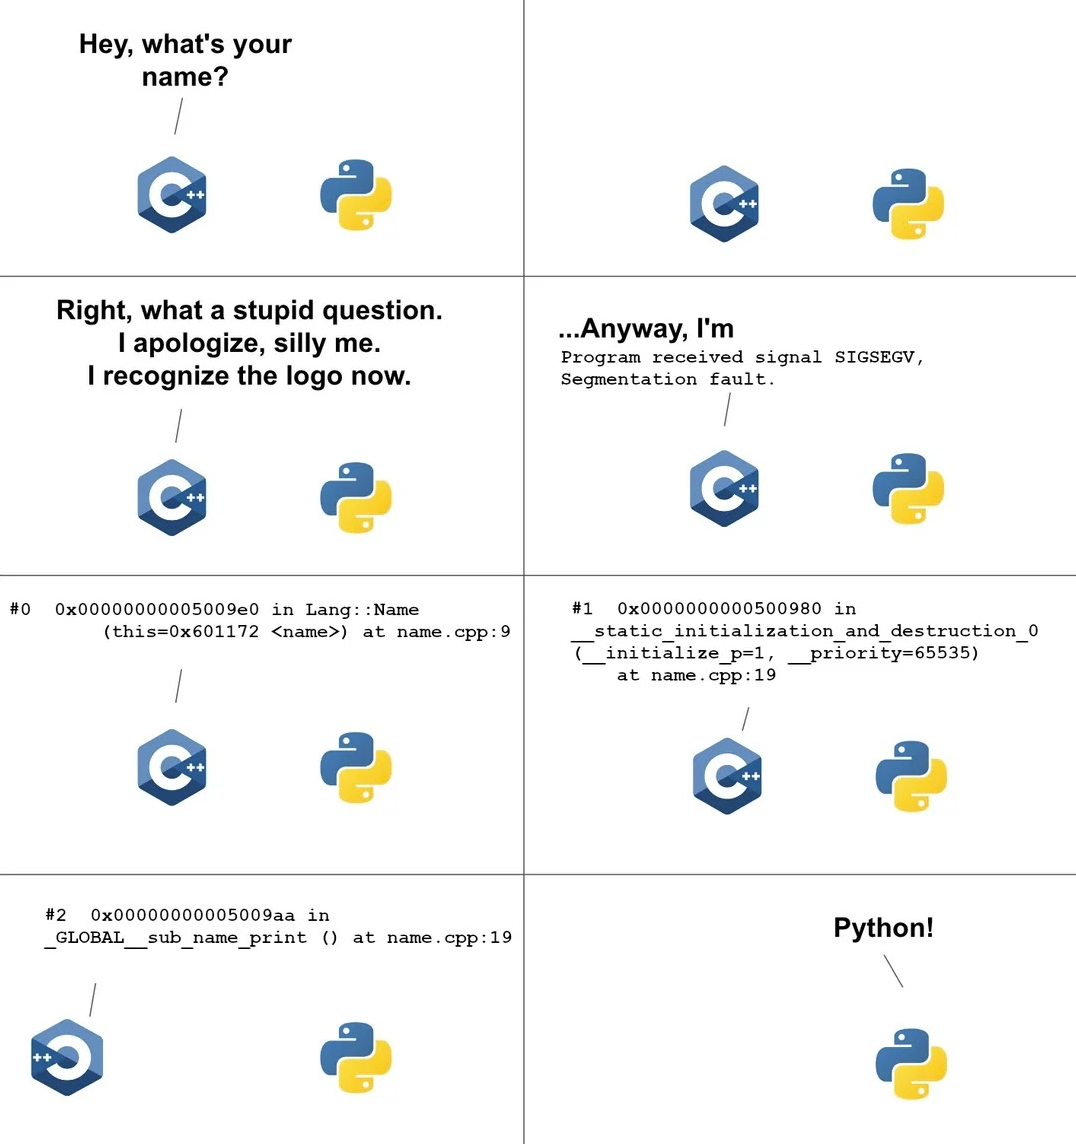 Hey, what's your
name?
Right, what a stupid question.
I apologize, silly me.
I recognize the logo now.
...Anyway, I'm
Program received signal SIGSEGV,
Segmentation fault.
#0  0x00000000005009e0 in Lang::Name
(this=0x601172 <name>) at name.cpp:9
#1  0x0000000000500980 in
__static_initialization_and_destruction_0
(__initialize_p=1, __priority=65535)
at name.cpp:19
#2  0x00000000005009aa in
_GLOBAL__sub_name_print () at name.cpp:19
Python!